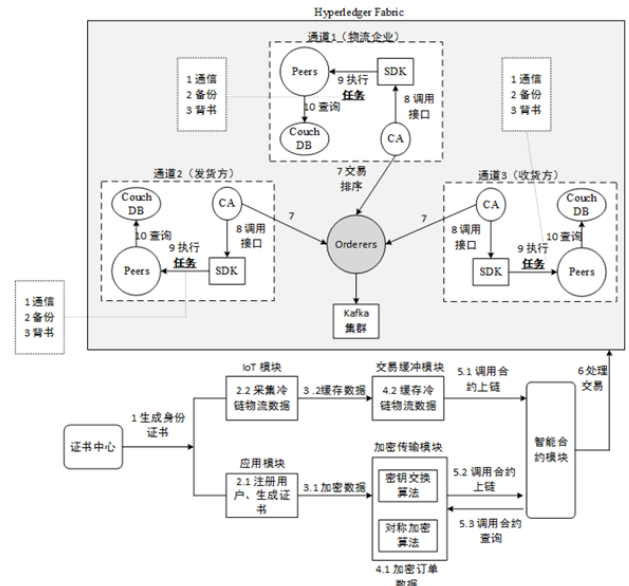 Hyperledger Fabric
通道1（物流企业）
1 通信
2 备份
3 背书
Peers
9 执行
任务
SDK
10 查询
8 调用
接口
Couch
DB
CA
1 通信
2 备份
3 背书
7 交易
排序
通道2（发货方）
Couch
DB
CA
10 查询
9 执行
任务
8 调用
接口
Peers
SDK
7
Orderers
7
通道3（收货方）
CA
Couch
DB
8 调用
接口
9 执行
任务
10 查询
SDK
Peers
1 通信
2 备份
3 背书
Kafka
集群
IoT 模块
2.2 采集冷
链物流数据
3 .2缓存数据
交易缓冲模块
4.2 缓存冷
链物流数据
5.1 调用合
约上链
6 处理
交易
1 生成身份
证书
证书中心
智能合
约模块
应用模块
2.1 注册用
户、生成证
书
3.1 加密数据
加密传输模块
密钥交换
算法
对称加密
算法
5.2 调用合约
上链
5.3 调用合约
查询
4.1 加密订单
数据